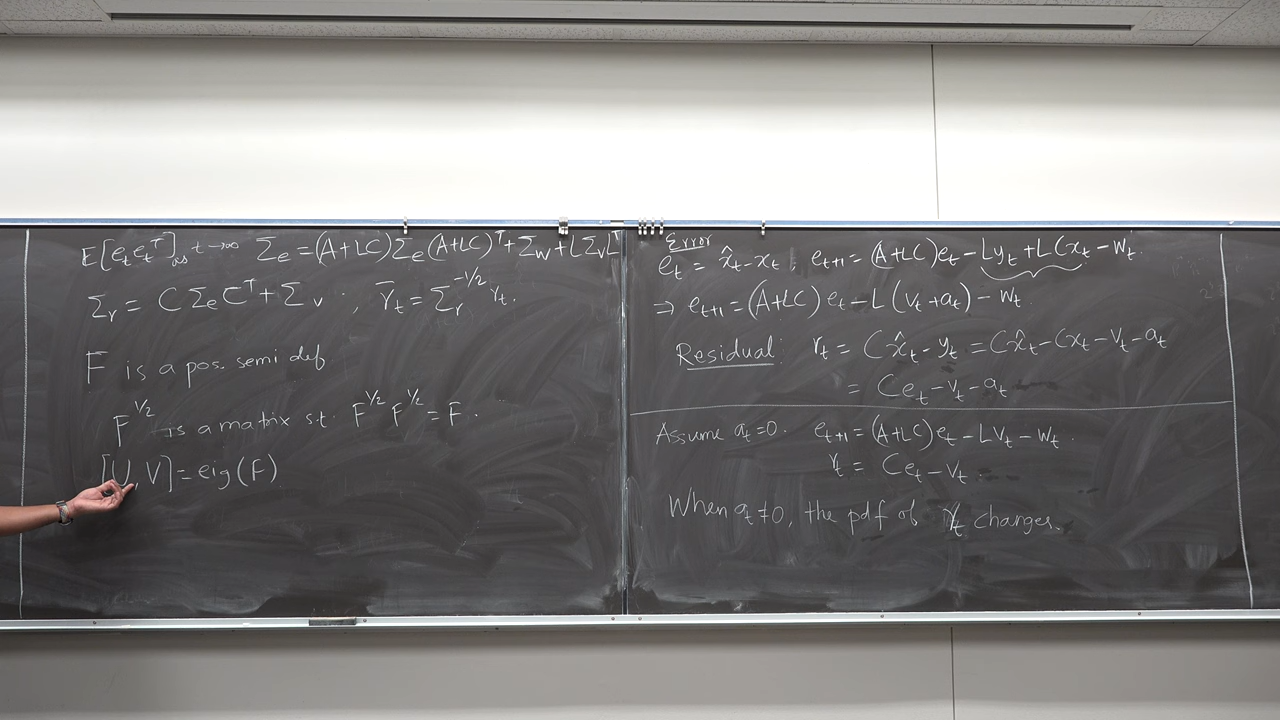 E[e_t e_t^T] as t→∞ Σ_e = (A+LC)Σ_e(A+LC)^T + Σ_w + LΣ_vL^T
Σ_r = CΣ_eC^T + Σ_v ; r̄_t = Σ_r^{-1/2} r_t.
F is a pos. semi def
F^{1/2} is a matrix s.t. F^{1/2} F^{1/2} = F.
[U, V] = eig(F)
Error
e_t = x̂_t - x_t ; e_{t+1} = (A+LC)e_t - Ly_t + LCx_t - w_t.
⇒ e_{t+1} = (A+LC)e_t - L(v_t+a_t) - w_t.
Residual: r_t = Cx̂_t - y_t = Cx̂_t - Cx_t - v_t - a_t
= Ce_t - v_t - a_t
Assume a_t=0. e_{t+1} = (A+LC)e_t - Lv_t - w_t.
r_t = Ce_t - v_t.
When a_t≠0, the pdf of r_t changes.